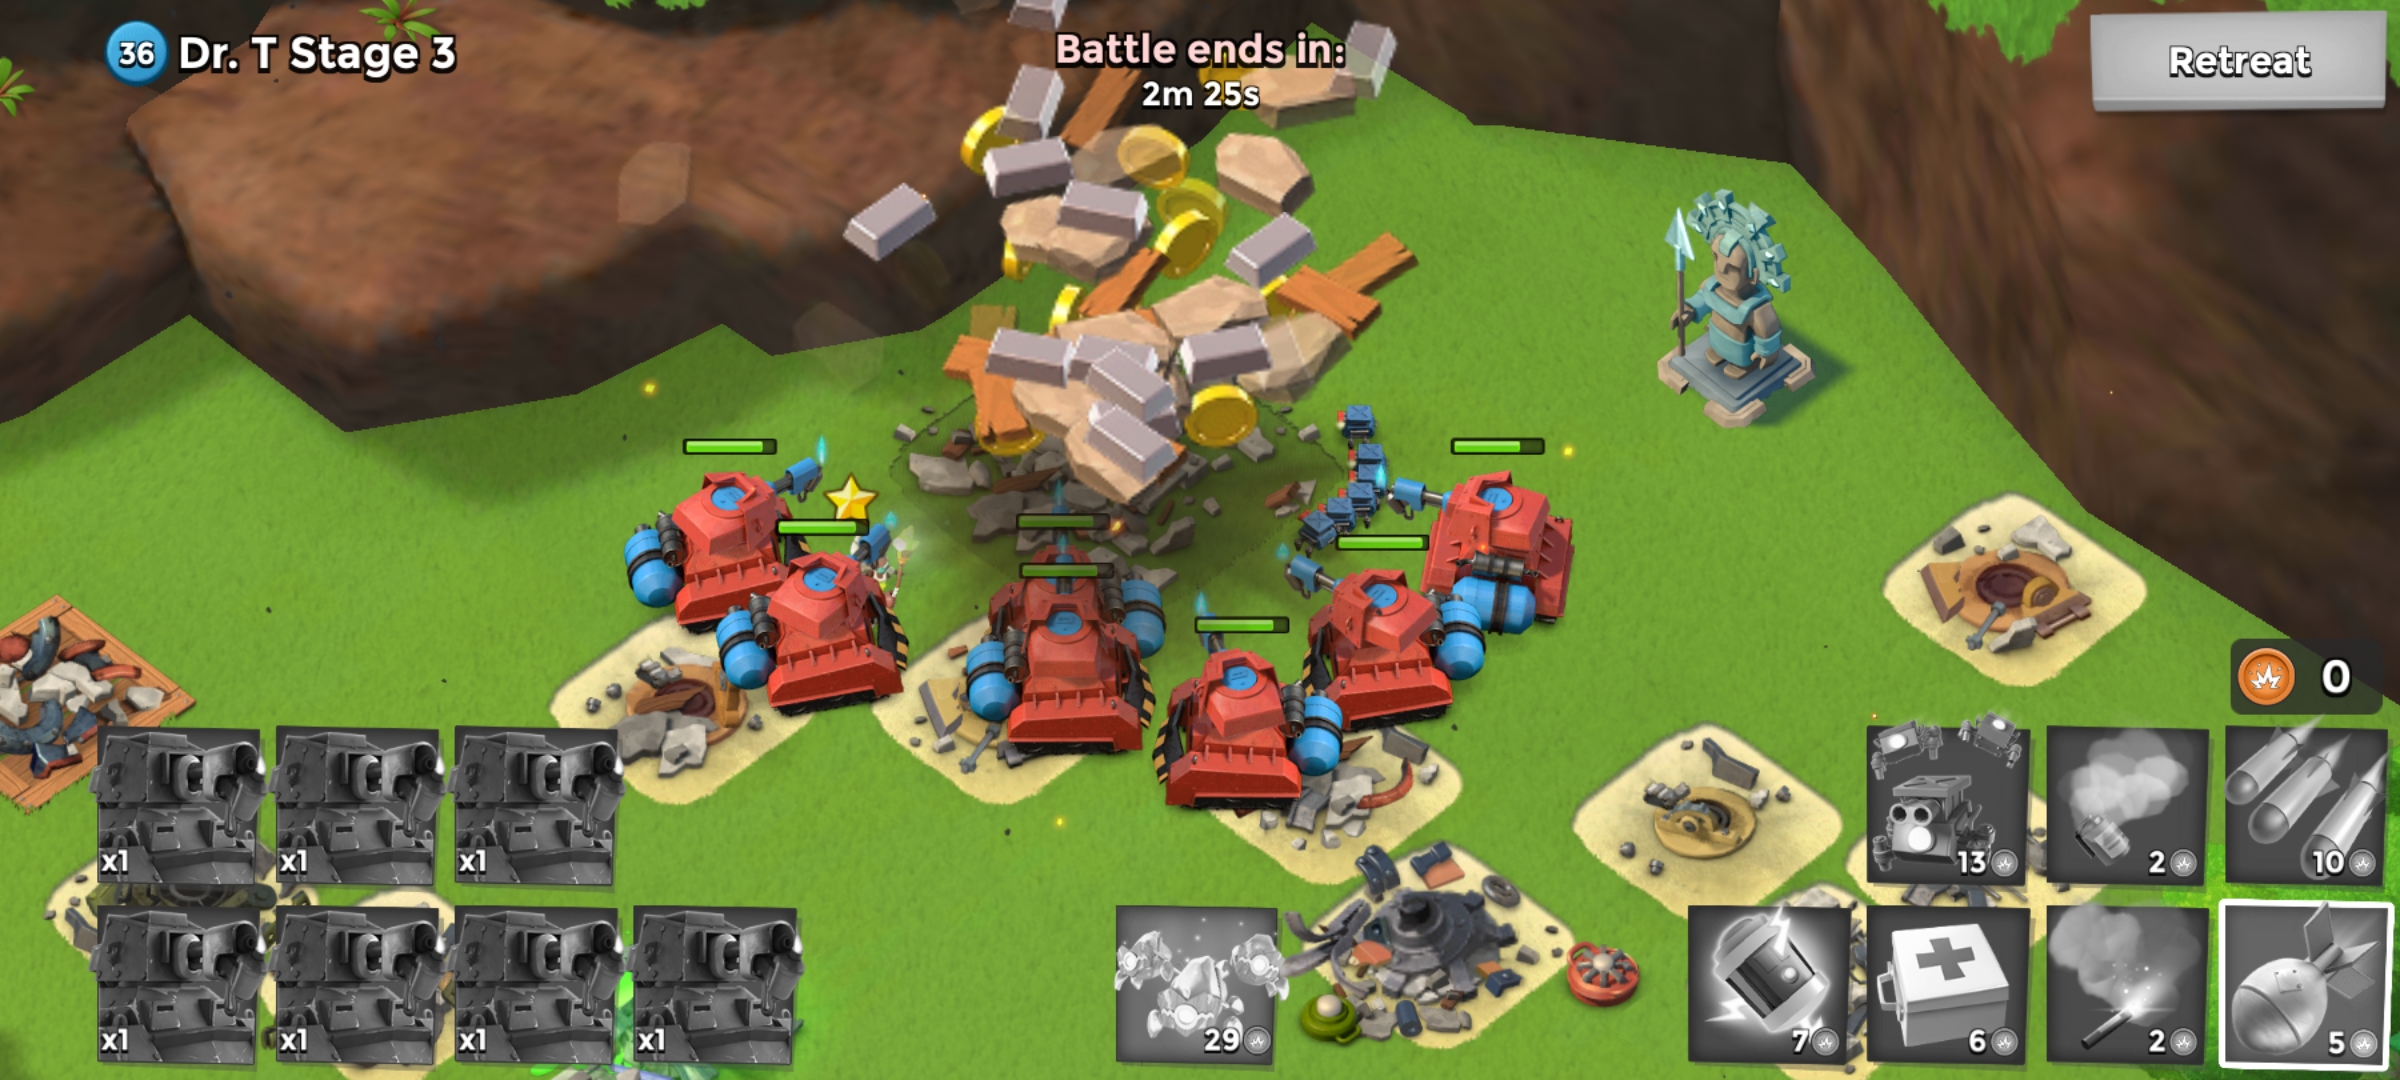 36 Dr. T Stage 3
Battle ends in:
2m 25s
Retreat
0
x1 x1 x1
13 2 10
x1 x1 x1 x1
29 7 6 2 5